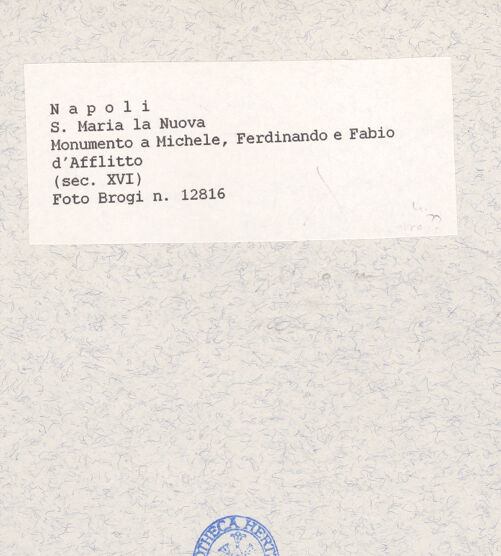 N a p o l i
S. Maria la Nuova
Monumento a Michele, Ferdinando e Fabio
d'Afflitto
(sec. XVI)
Foto Brogi n. 12816